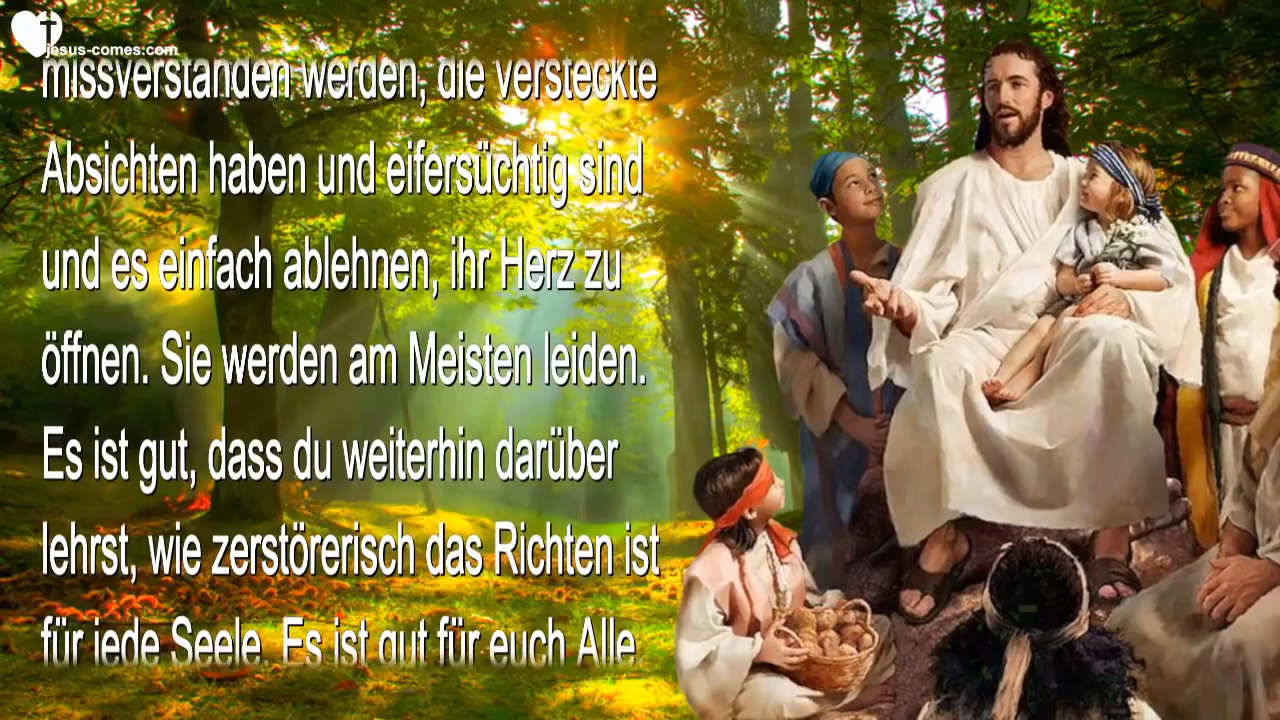 jesus-comes.com
missverstanden werden, die versteckte
Absichten haben und eifersüchtig sind
und es einfach ablehnen, ihr Herz zu
öffnen. Sie werden am Meisten leiden.
Es ist gut, dass du weiterhin darüber
lehrst, wie zerstörerisch das Richten ist
für jede Seele. Es ist gut für euch Alle